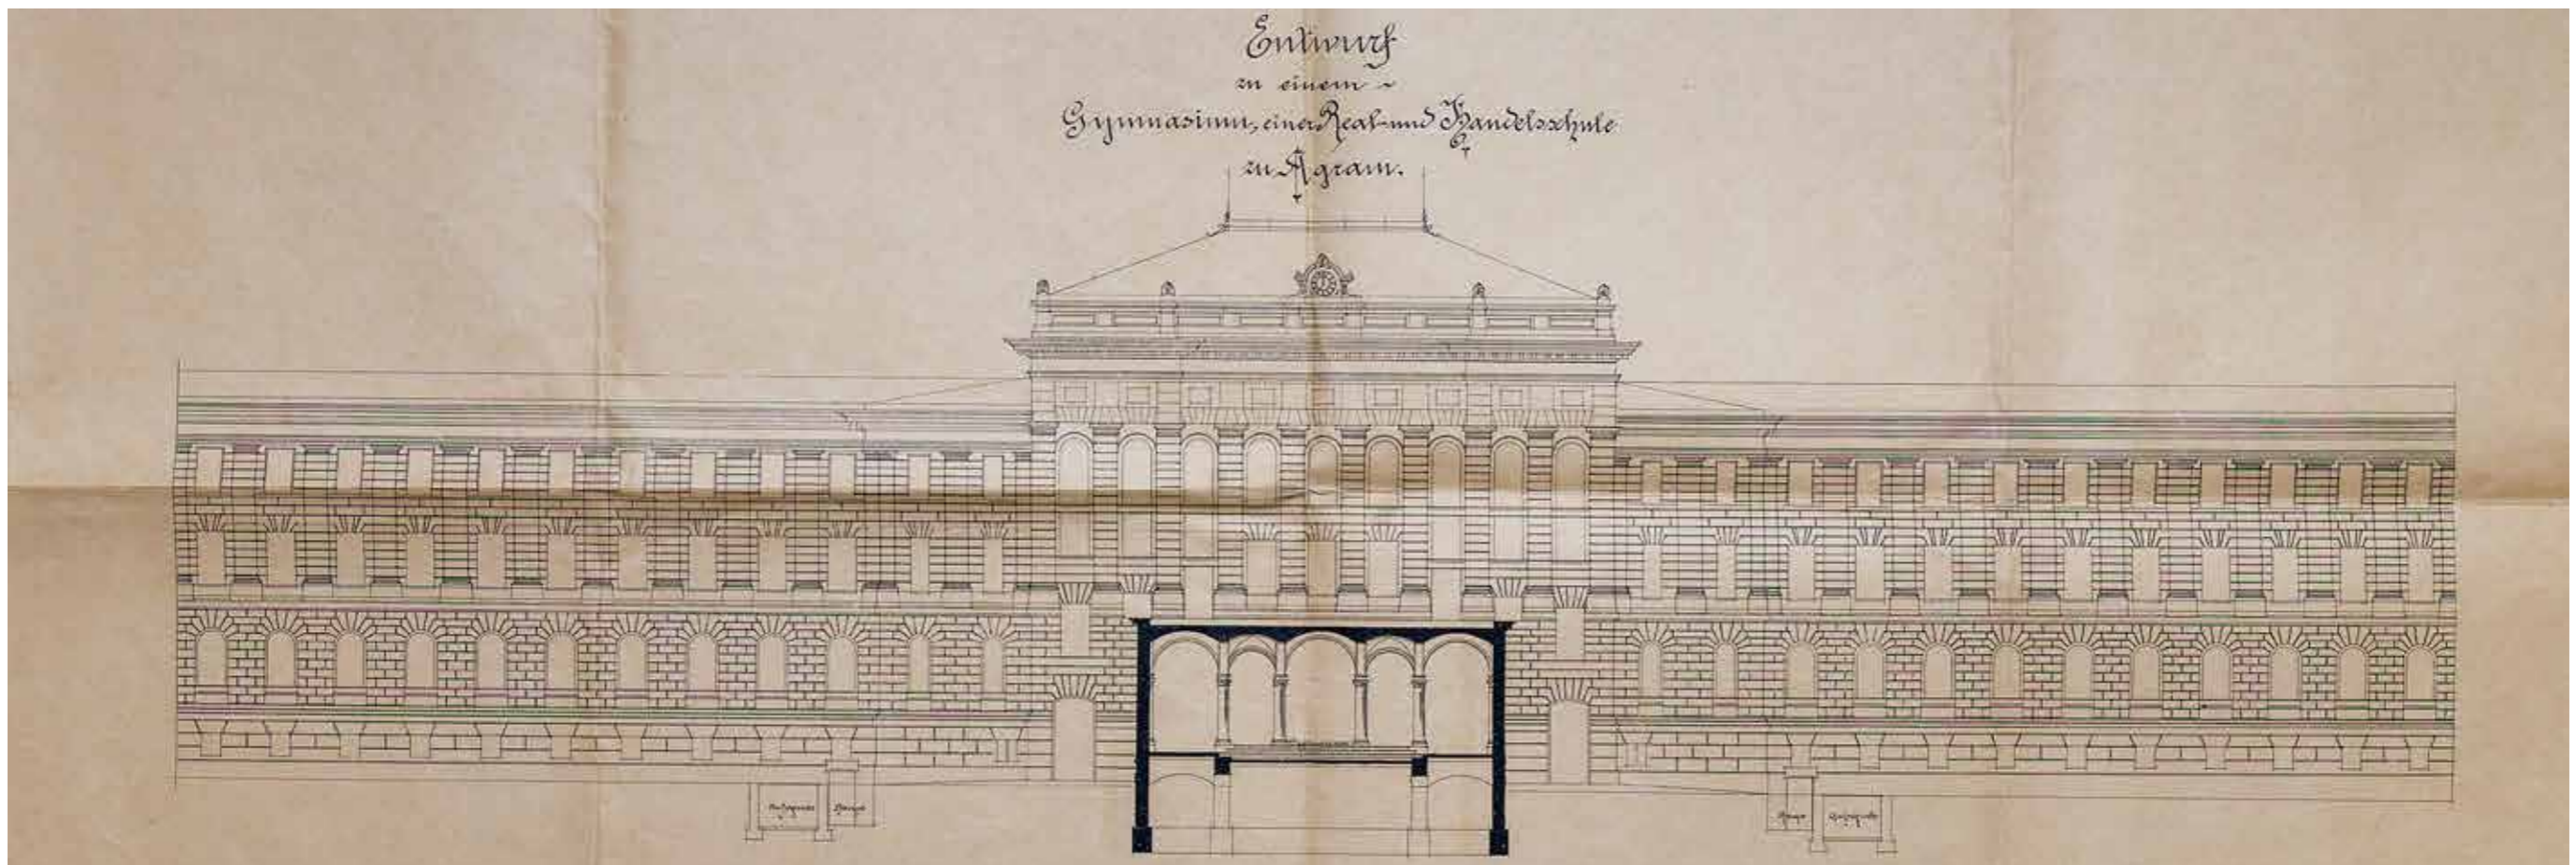 Entwurf
zu einem
Gymnasium, einer Real- und Handelsschule
zu Agram.